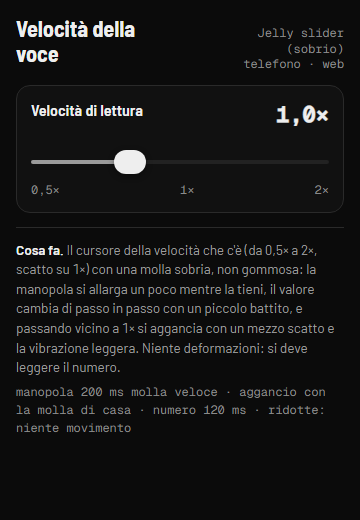 Velocità della
voce
Jelly slider
(sobrio)
telefono · web
Velocità di lettura
1,0×
0,5×
1×
2×
Cosa fa. Il cursore della velocità che c'è (da 0,5× a 2×,
scatto su 1×) con una molla sobria, non gommosa: la
manopola si allarga un poco mentre la tieni, il valore
cambia di passo in passo con un piccolo battito, e
passando vicino a 1× si aggancia con un mezzo scatto e
la vibrazione leggera. Niente deformazioni: si deve
leggere il numero.
manopola 200 ms molla veloce · aggancio con
la molla di casa · numero 120 ms · ridotte:
niente movimento